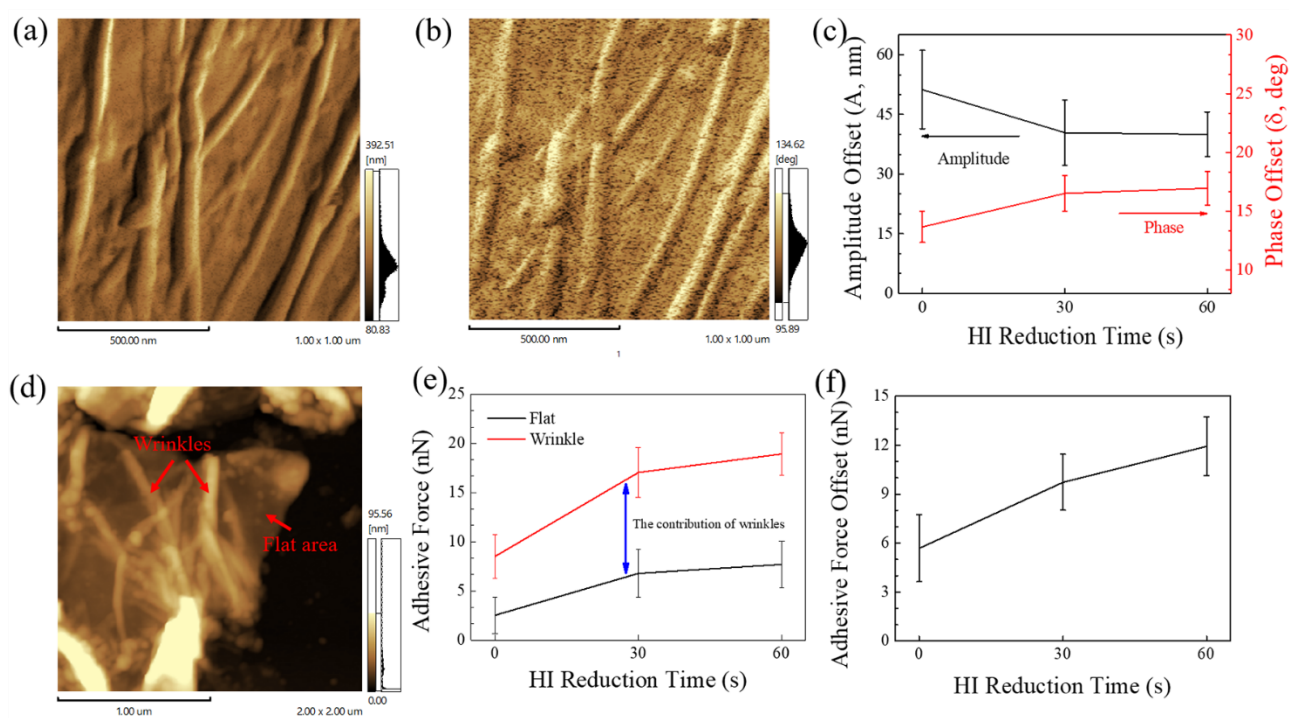 (a)
392.51
[nm]
80.83
500.00 nm
1.00 x 1.00 um
(b)
134.62
[deg]
95.89
500.00 nm
1.00 x 1.00 um
1
(c)
60
45
30
15
0
30
25
20
15
10
Amplitude Offset (A, nm)
Phase Offset (δ, deg)
Amplitude
Phase
0
30
60
HI Reduction Time (s)
(d)
Wrinkles
Flat area
95.56
[nm]
0.00
1.00 um
2.00 x 2.00 um
(e)
25
20
15
10
5
0
Adhesive Force (nN)
Flat
Wrinkle
The contribution of wrinkles
0
30
60
HI Reduction Time (s)
(f)
15
12
9
6
3
0
Adhesive Force Offset (nN)
0
30
60
HI Reduction Time (s)